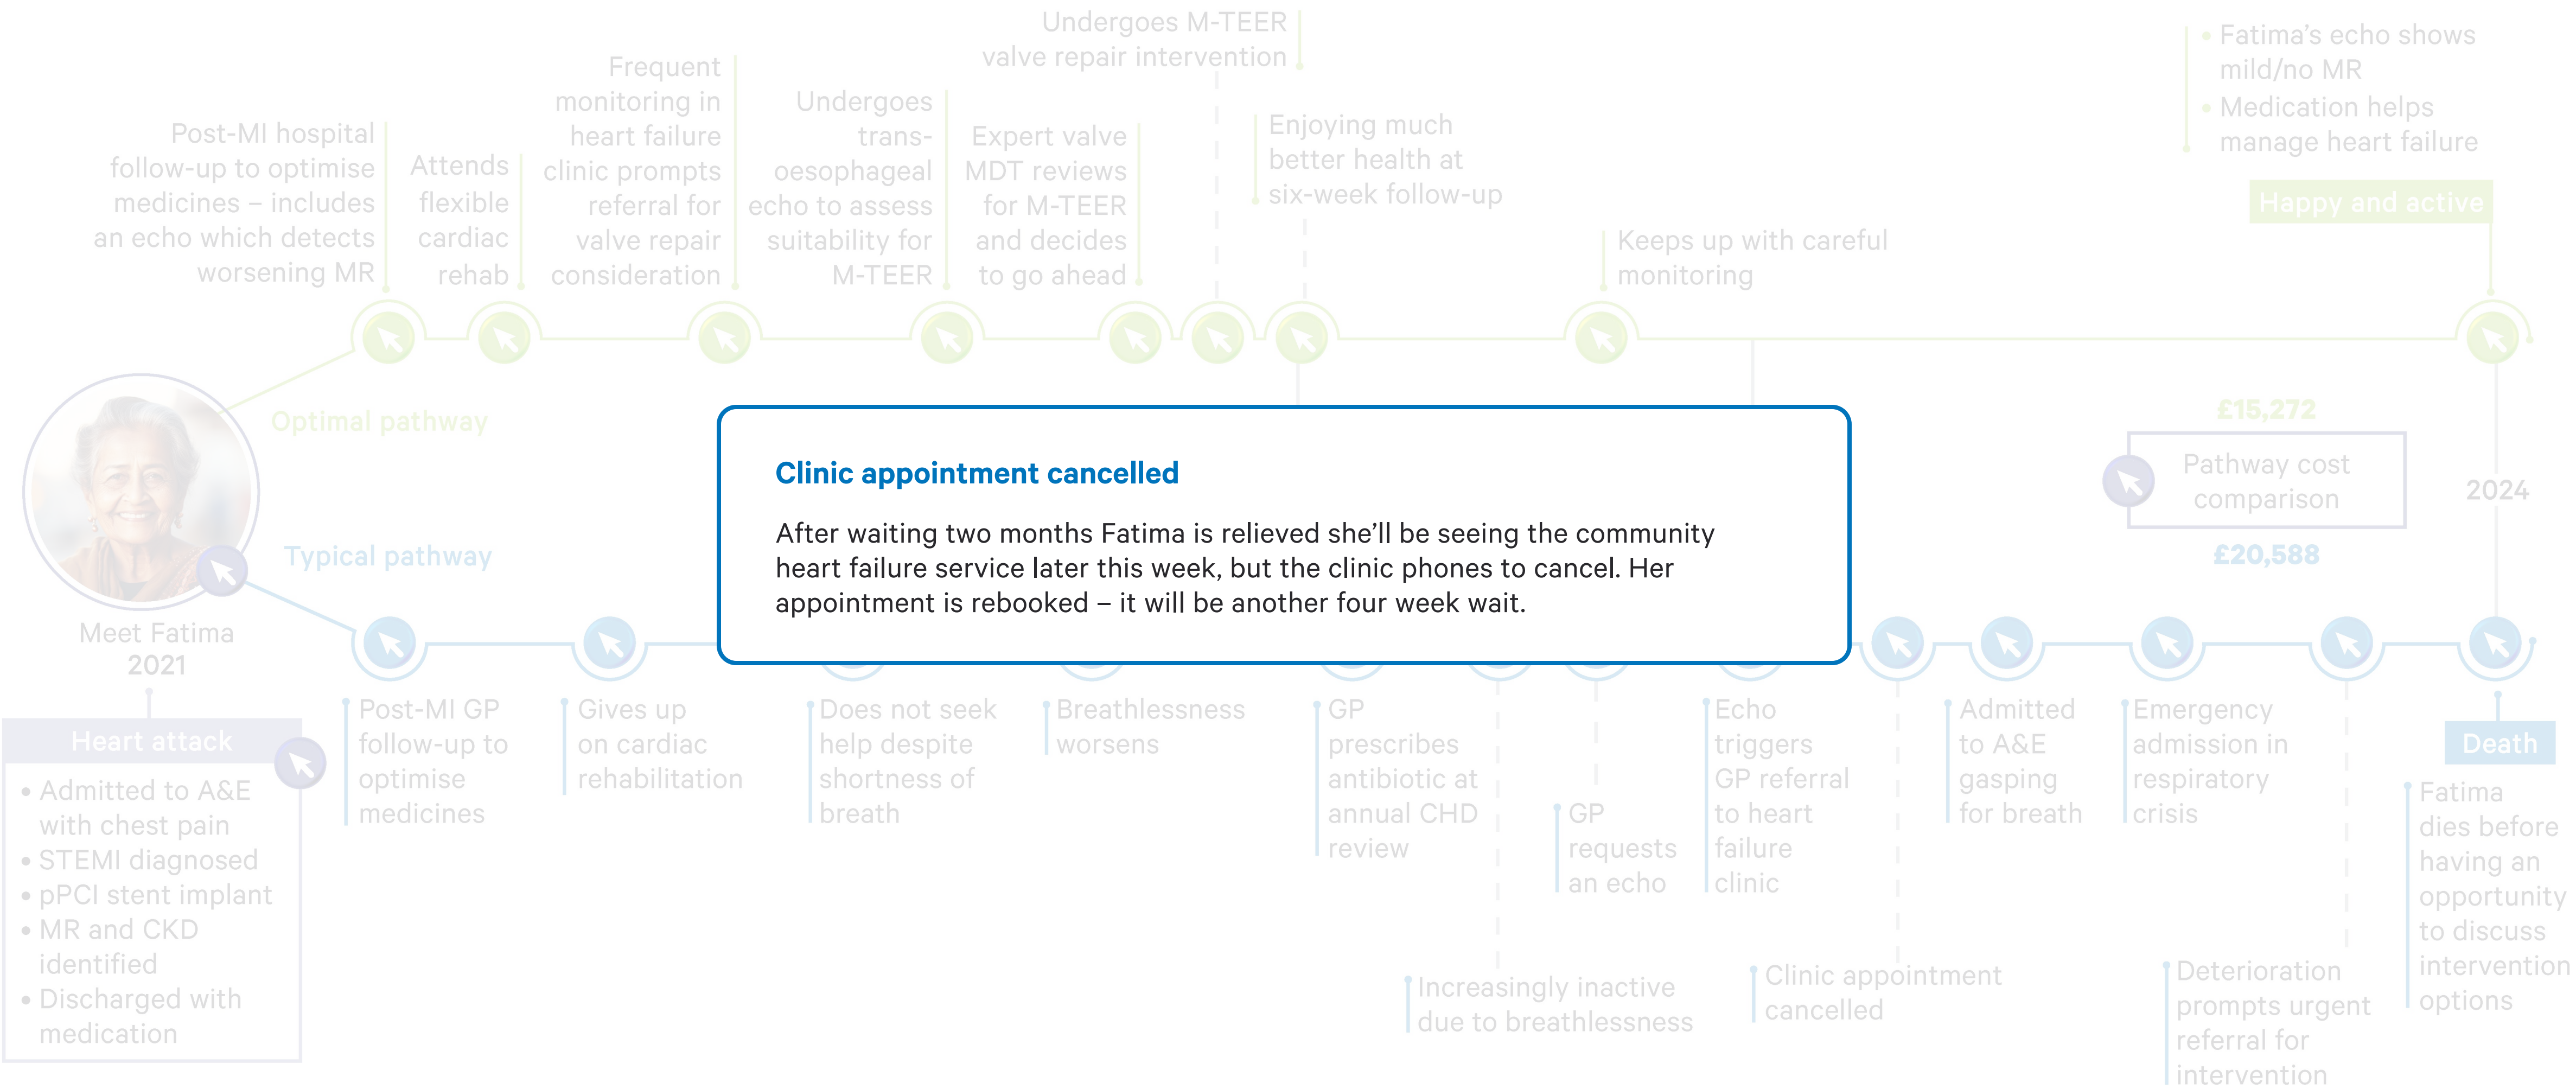 Undergoes M-TEER
valve repair intervention
Frequent
monitoring in
heart failure
clinic prompts
referral for
valve repair
consideration
Undergoes
trans-
oesophageal
echo to assess
suitability for
M-TEER
Post-MI hospital
follow-up to optimise
medicines – includes
an echo which detects
worsening MR
Attends
flexible
cardiac
rehab
Expert valve
MDT reviews
for M-TEER
and decides
to go ahead
Enjoying much
better health at
six-week follow-up
Keeps up with careful
monitoring
• Fatima’s echo shows
mild/no MR
• Medication helps
manage heart failure
Happy and active
Optimal pathway
Typical pathway
Clinic appointment cancelled
After waiting two months Fatima is relieved she’ll be seeing the community
heart failure service later this week, but the clinic phones to cancel. Her
appointment is rebooked – it will be another four week wait.
£15,272
Pathway cost
comparison
£20,588
2024
Meet Fatima
2021
Heart attack
• Admitted to A&E
with chest pain
• STEMI diagnosed
• pPCI stent implant
• MR and CKD
identified
• Discharged with
medication
Post-MI GP
follow-up to
optimise
medicines
Gives up
on cardiac
rehabilitation
Does not seek
help despite
shortness of
breath
Breathlessness
worsens
GP
prescribes
antibiotic at
annual CHD
review
Increasingly inactive
due to breathlessness
GP
requests
an echo
Echo
triggers
GP referral
to heart
failure
clinic
Clinic appointment
cancelled
Admitted
to A&E
gasping
for breath
Emergency
admission in
respiratory
crisis
Deterioration
prompts urgent
referral for
intervention
Death
Fatima
dies before
having an
opportunity
to discuss
intervention
options